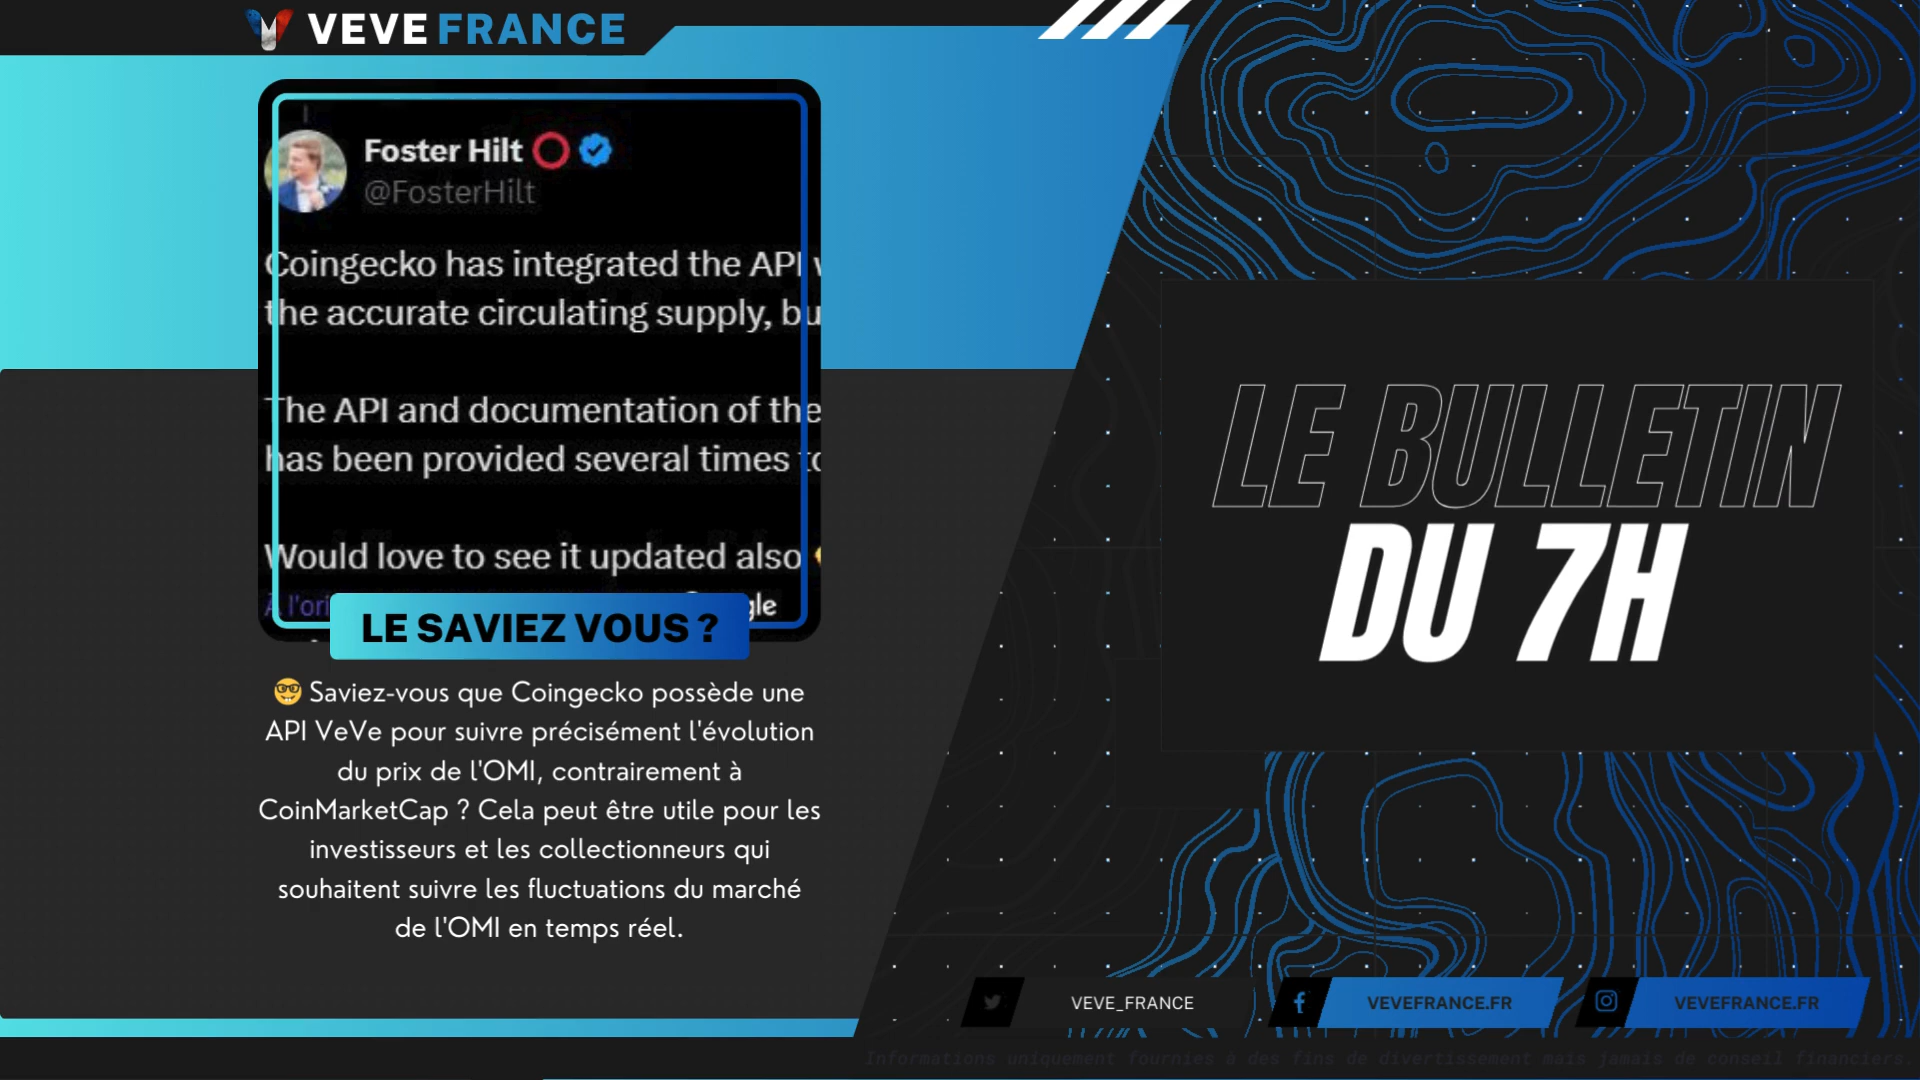 VEVE FRANCE
Foster Hilt
@FosterHilt
Coingecko has integrated the API
the accurate circulating supply, bu
The API and documentation of the
has been provided several times to
Would love to see it updated also
LE SAVIEZ VOUS ?
🤓 Saviez-vous que Coingecko possède une
API VeVe pour suivre précisément l'évolution
du prix de l'OMI, contrairement à
CoinMarketCap ? Cela peut être utile pour les
investisseurs et les collectionneurs qui
souhaitent suivre les fluctuations du marché
de l'OMI en temps réel.
LE BULLETIN
DU 7H
VEVE_FRANCE
VEVEFRANCE.FR
VEVEFRANCE.FR
Informations uniquement fournies à des fins de divertissement mais jamais de conseil financiers.